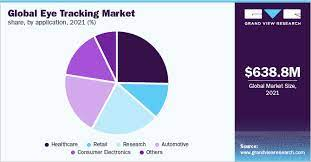 Global Eye Tracking Market
share, by application, 2021 (%)
GRAND VIEW RESEARCH
$638.8M
Global Market Size,
2021
Healthcare
Retail
Research
Automotive
Consumer Electronics
Others
Source:
www.grandviewresearch.com